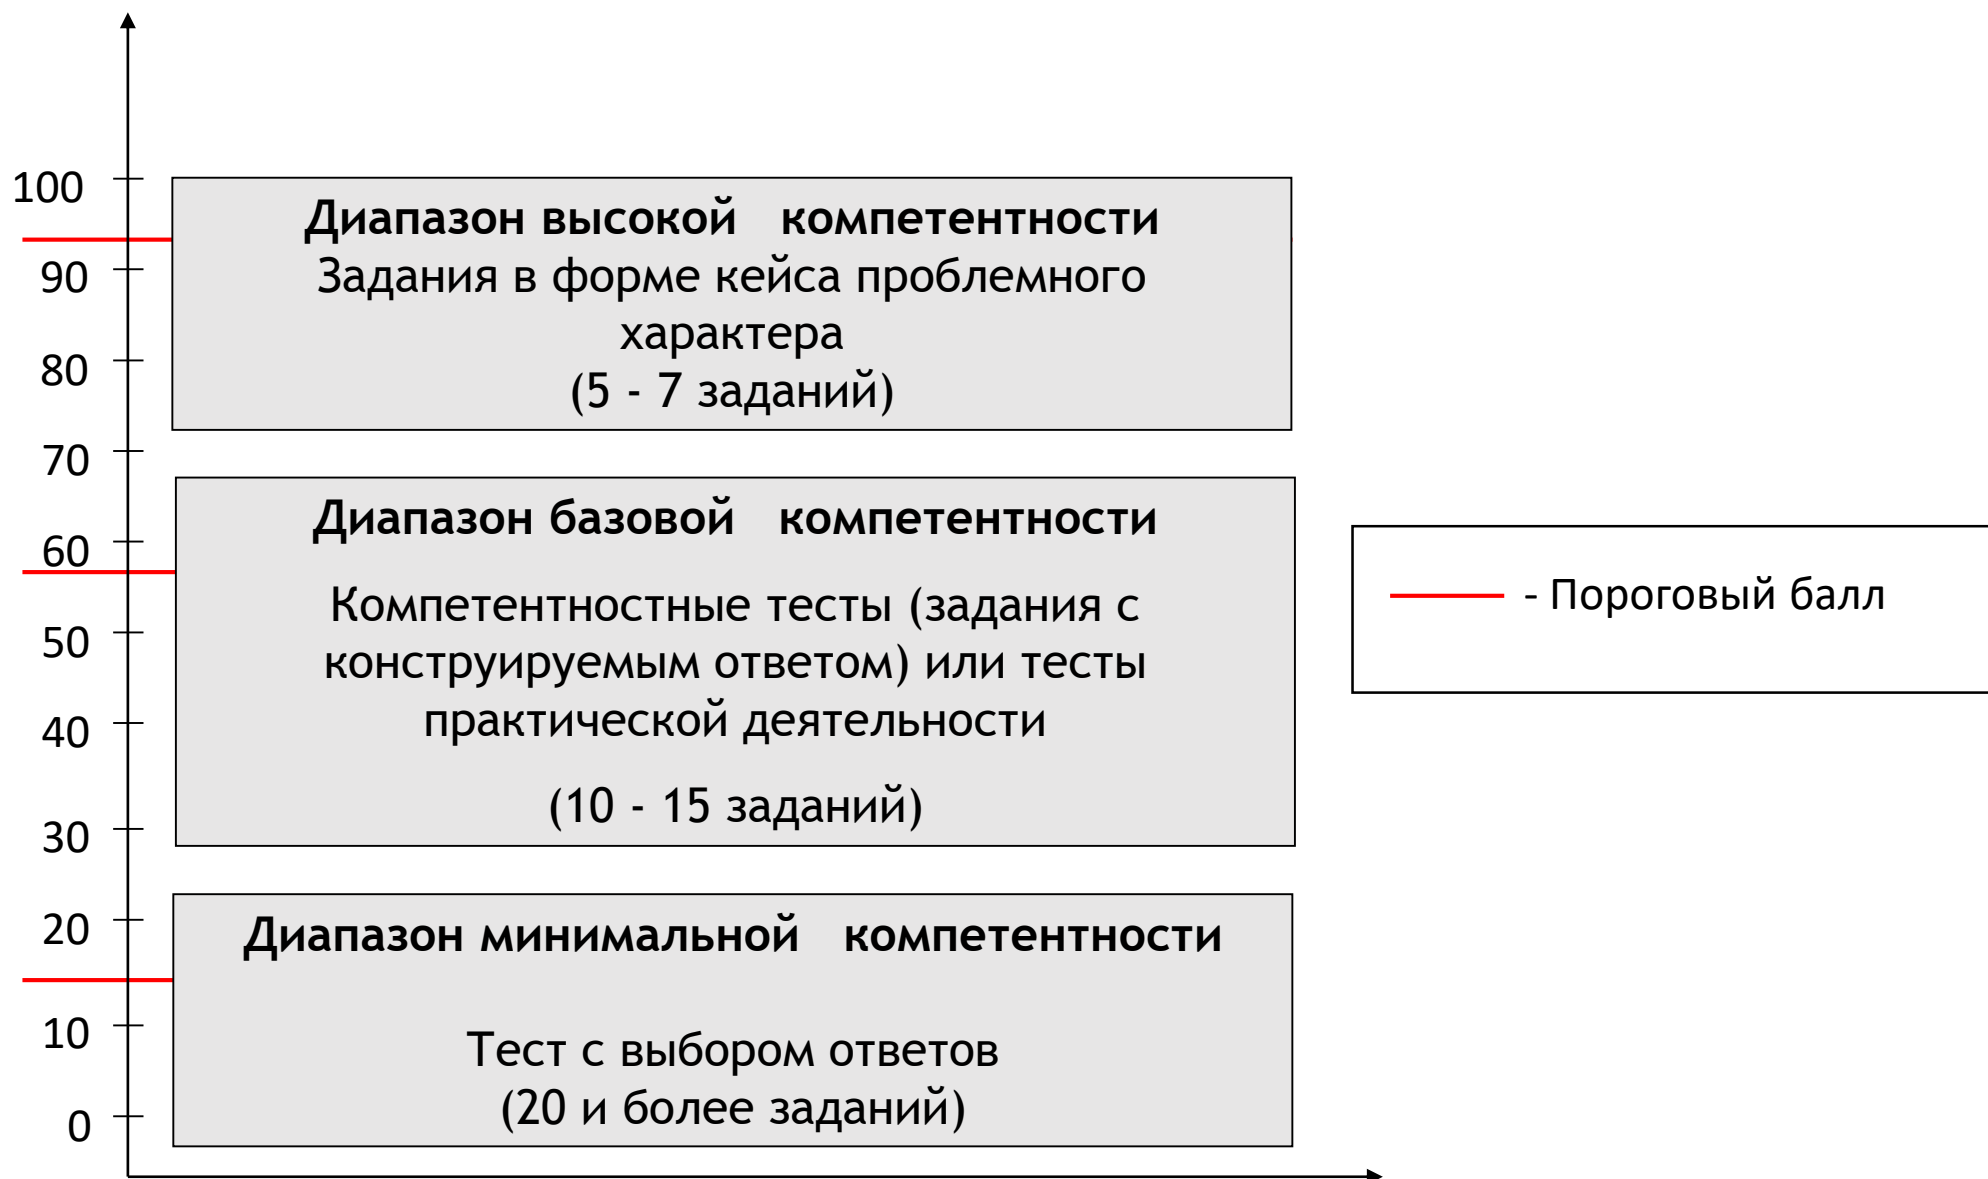 100
90
80
70
60
50
40
30
20
10
0
Диапазон высокой компетентности
Задания в форме кейса проблемного
характера
(5 - 7 заданий)
Диапазон базовой компетентности
Компетентностные тесты (задания с
конструируемым ответом) или тесты
практической деятельности
(10 - 15 заданий)
Диапазон минимальной компетентности
Тест с выбором ответов
(20 и более заданий)
- Пороговый балл